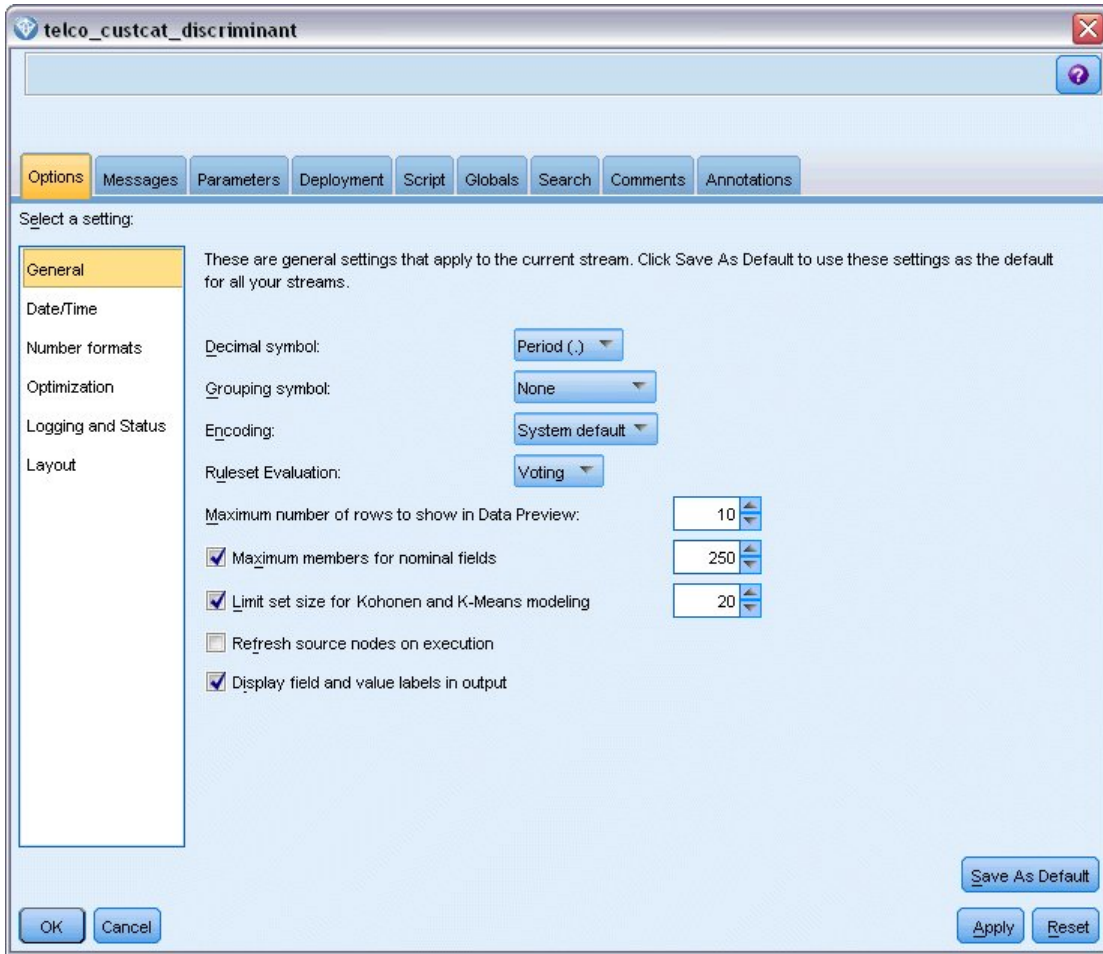 telco_custcat_discriminant
Options Messages Parameters Deployment Script Globals Search Comments Annotations
Select a setting:
General
Date/Time
Number formats
Optimization
Logging and Status
Layout
These are general settings that apply to the current stream. Click Save As Default to use these settings as the default
for all your streams.
Decimal symbol: Period (.)
Grouping symbol: None
Encoding: System default
Ruleset Evaluation: Voting
Maximum number of rows to show in Data Preview: 10
Maximum members for nominal fields 250
Limit set size for Kohonen and K-Means modeling 20
Refresh source nodes on execution
Display field and value labels in output
Save As Default
OK Cancel Apply Reset